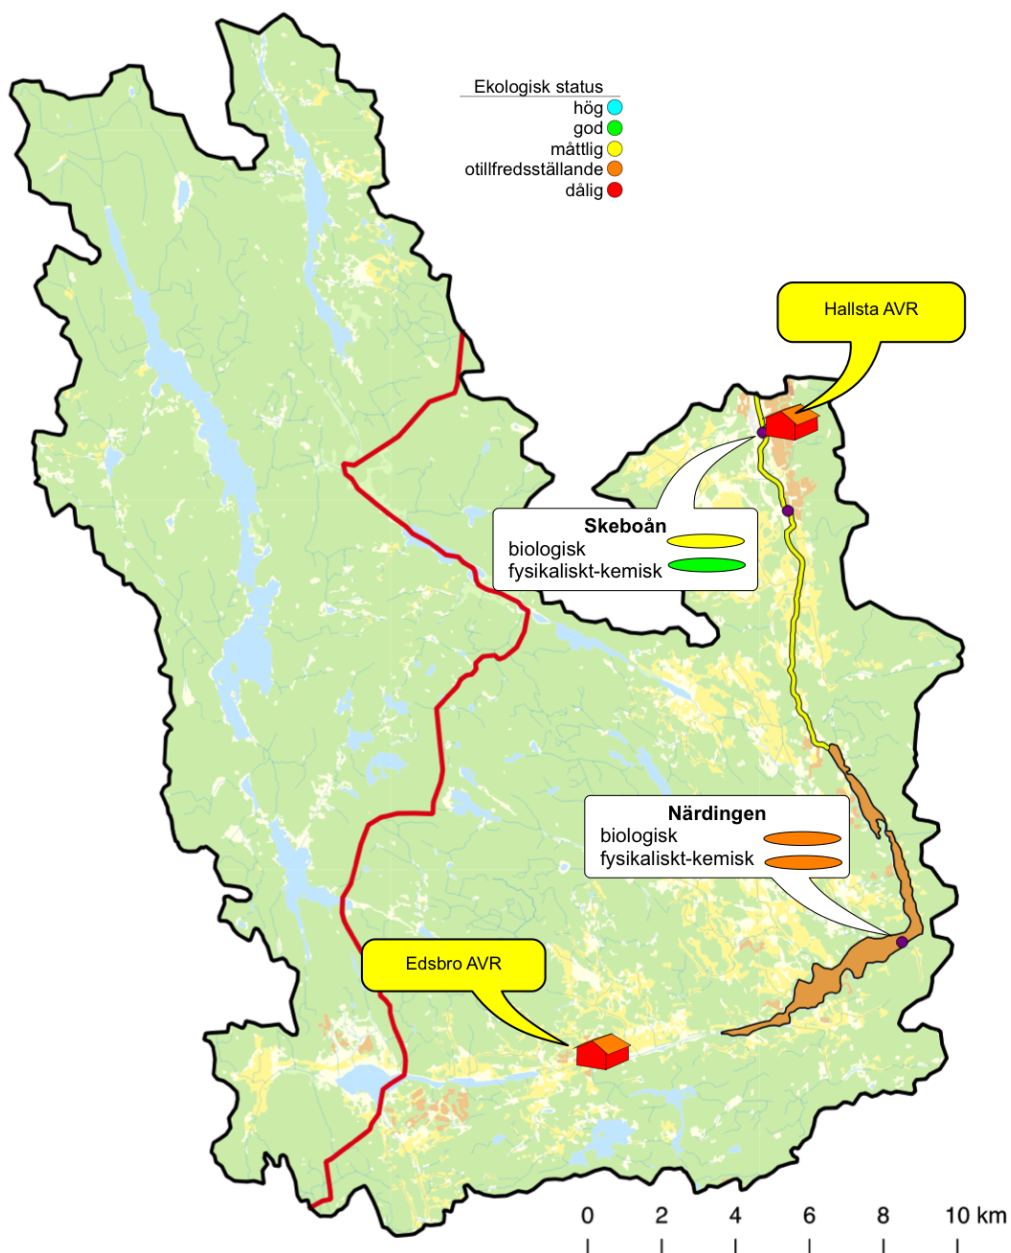 Ekologisk status
hög
god
måttlig
otillfredsställande
dålig
Hallsta AVR
Skeboån
biologisk
fysikaliskt-kemisk
Närdingen
biologisk
fysikaliskt-kemisk
Edsbro AVR
0 2 4 6 8 10 km